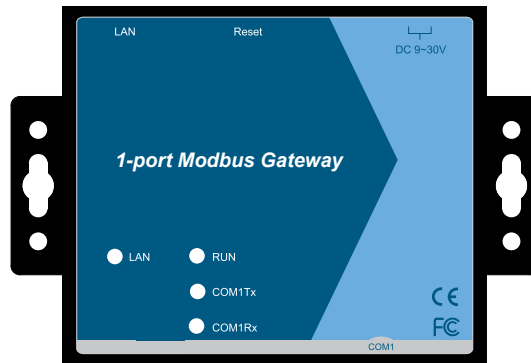 LAN
Reset
DC 9~30V
1-port Modbus Gateway
LAN
RUN
COM1Tx
COM1Rx
CE
FC
COM1